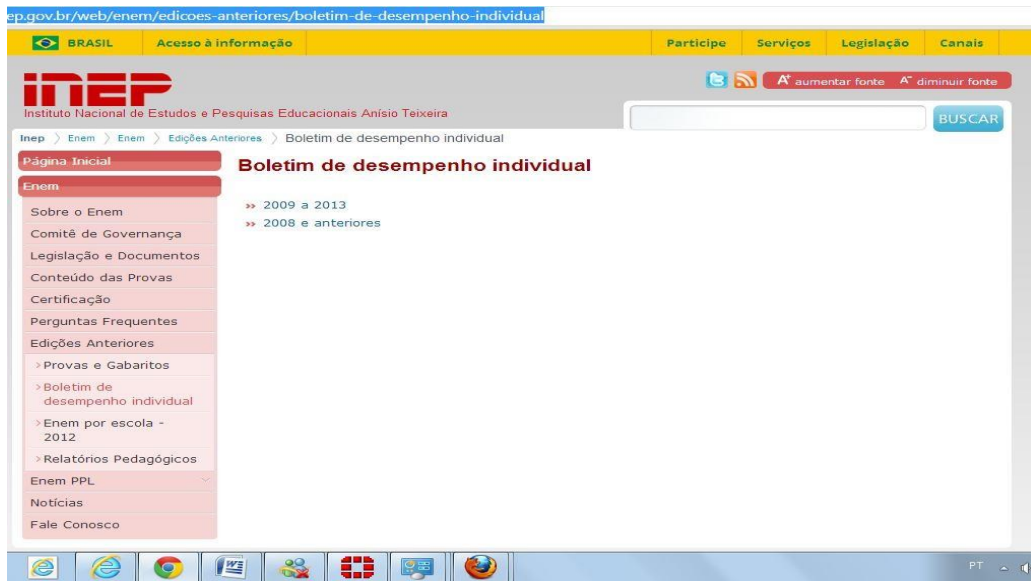 ep.gov.br/web/enem/edicoes-anteriores/boletim-de-desempenho-individual
BRASIL Acesso à informação Participe Serviços Legislação Canais
inep A+ aumentar fonte A- diminuir fonte
Instituto Nacional de Estudos e Pesquisas Educacionais Anísio Teixeira
BUSCAR
Inep > Enem > Enem > Edições Anteriores > Boletim de desempenho individual
Página Inicial
Enem
Sobre o Enem
Comitê de Governança
Legislação e Documentos
Conteúdo das Provas
Certificação
Perguntas Frequentes
Edições Anteriores
>Provas e Gabaritos
>Boletim de
desempenho individual
>Enem por escola -
2012
>Relatórios Pedagógicos
Enem PPL
Notícias
Fale Conosco
Boletim de desempenho individual
›› 2009 a 2013
›› 2008 e anteriores
PT